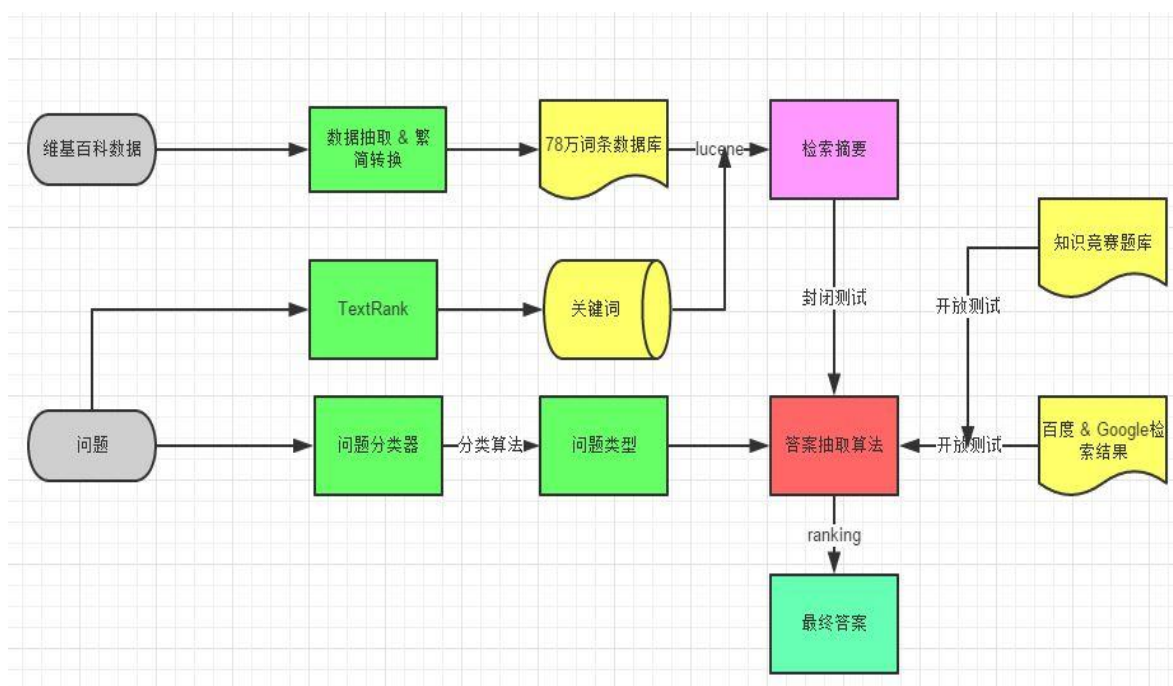 维基百科数据
数据抽取 & 繁
简转换
78万词条数据库
lucene
检索摘要
知识竞赛题库
TextRank
关键词
封闭测试
开放测试
问题
问题分类器
分类算法
问题类型
答案抽取算法
开放测试
百度 & Google检
索结果
ranking
最终答案